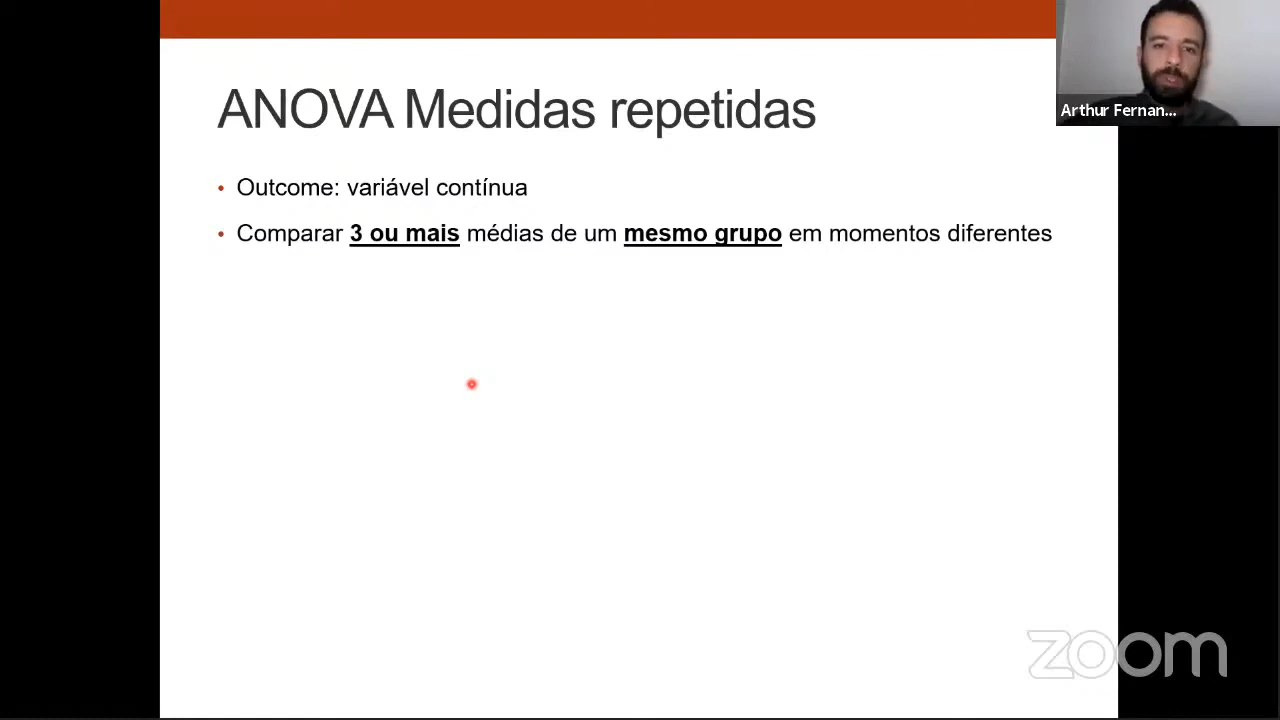 ANOVA Medidas repetidas
Arthur Fernan...
• Outcome: variável contínua
• Comparar 3 ou mais médias de um mesmo grupo em momentos diferentes
zoom